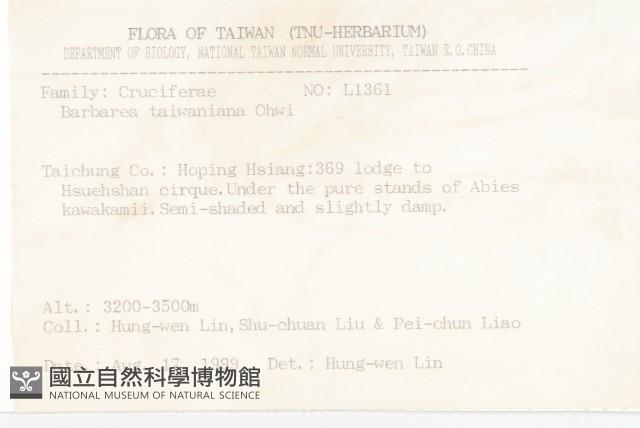 FLORA OF TAIWAN (TNU-HERBARIUM)
DEPARTMENT OF BIOLOGY, NATIONAL TAIWAN NORMAL UNIVERSITY, TAIWAN R.O.CHINA
Family: Cruciferae NO: L1361
Barbarea taiwaniana Ohwi
Taichung Co.: Hoping Hsiang:369 lodge to
Hsuehshan cirque.Under the pure stands of Abies
kawakamii.Semi-shaded and slightly damp.
Alt.: 3200-3500m
Coll.: Hung-wen Lin,Shu-chuan Liu & Pei-chun Liao
Date.: Aug. 17, Det.: Hung-wen Lin
國立自然科學博物館
NATIONAL MUSEUM OF NATURAL SCIENCE